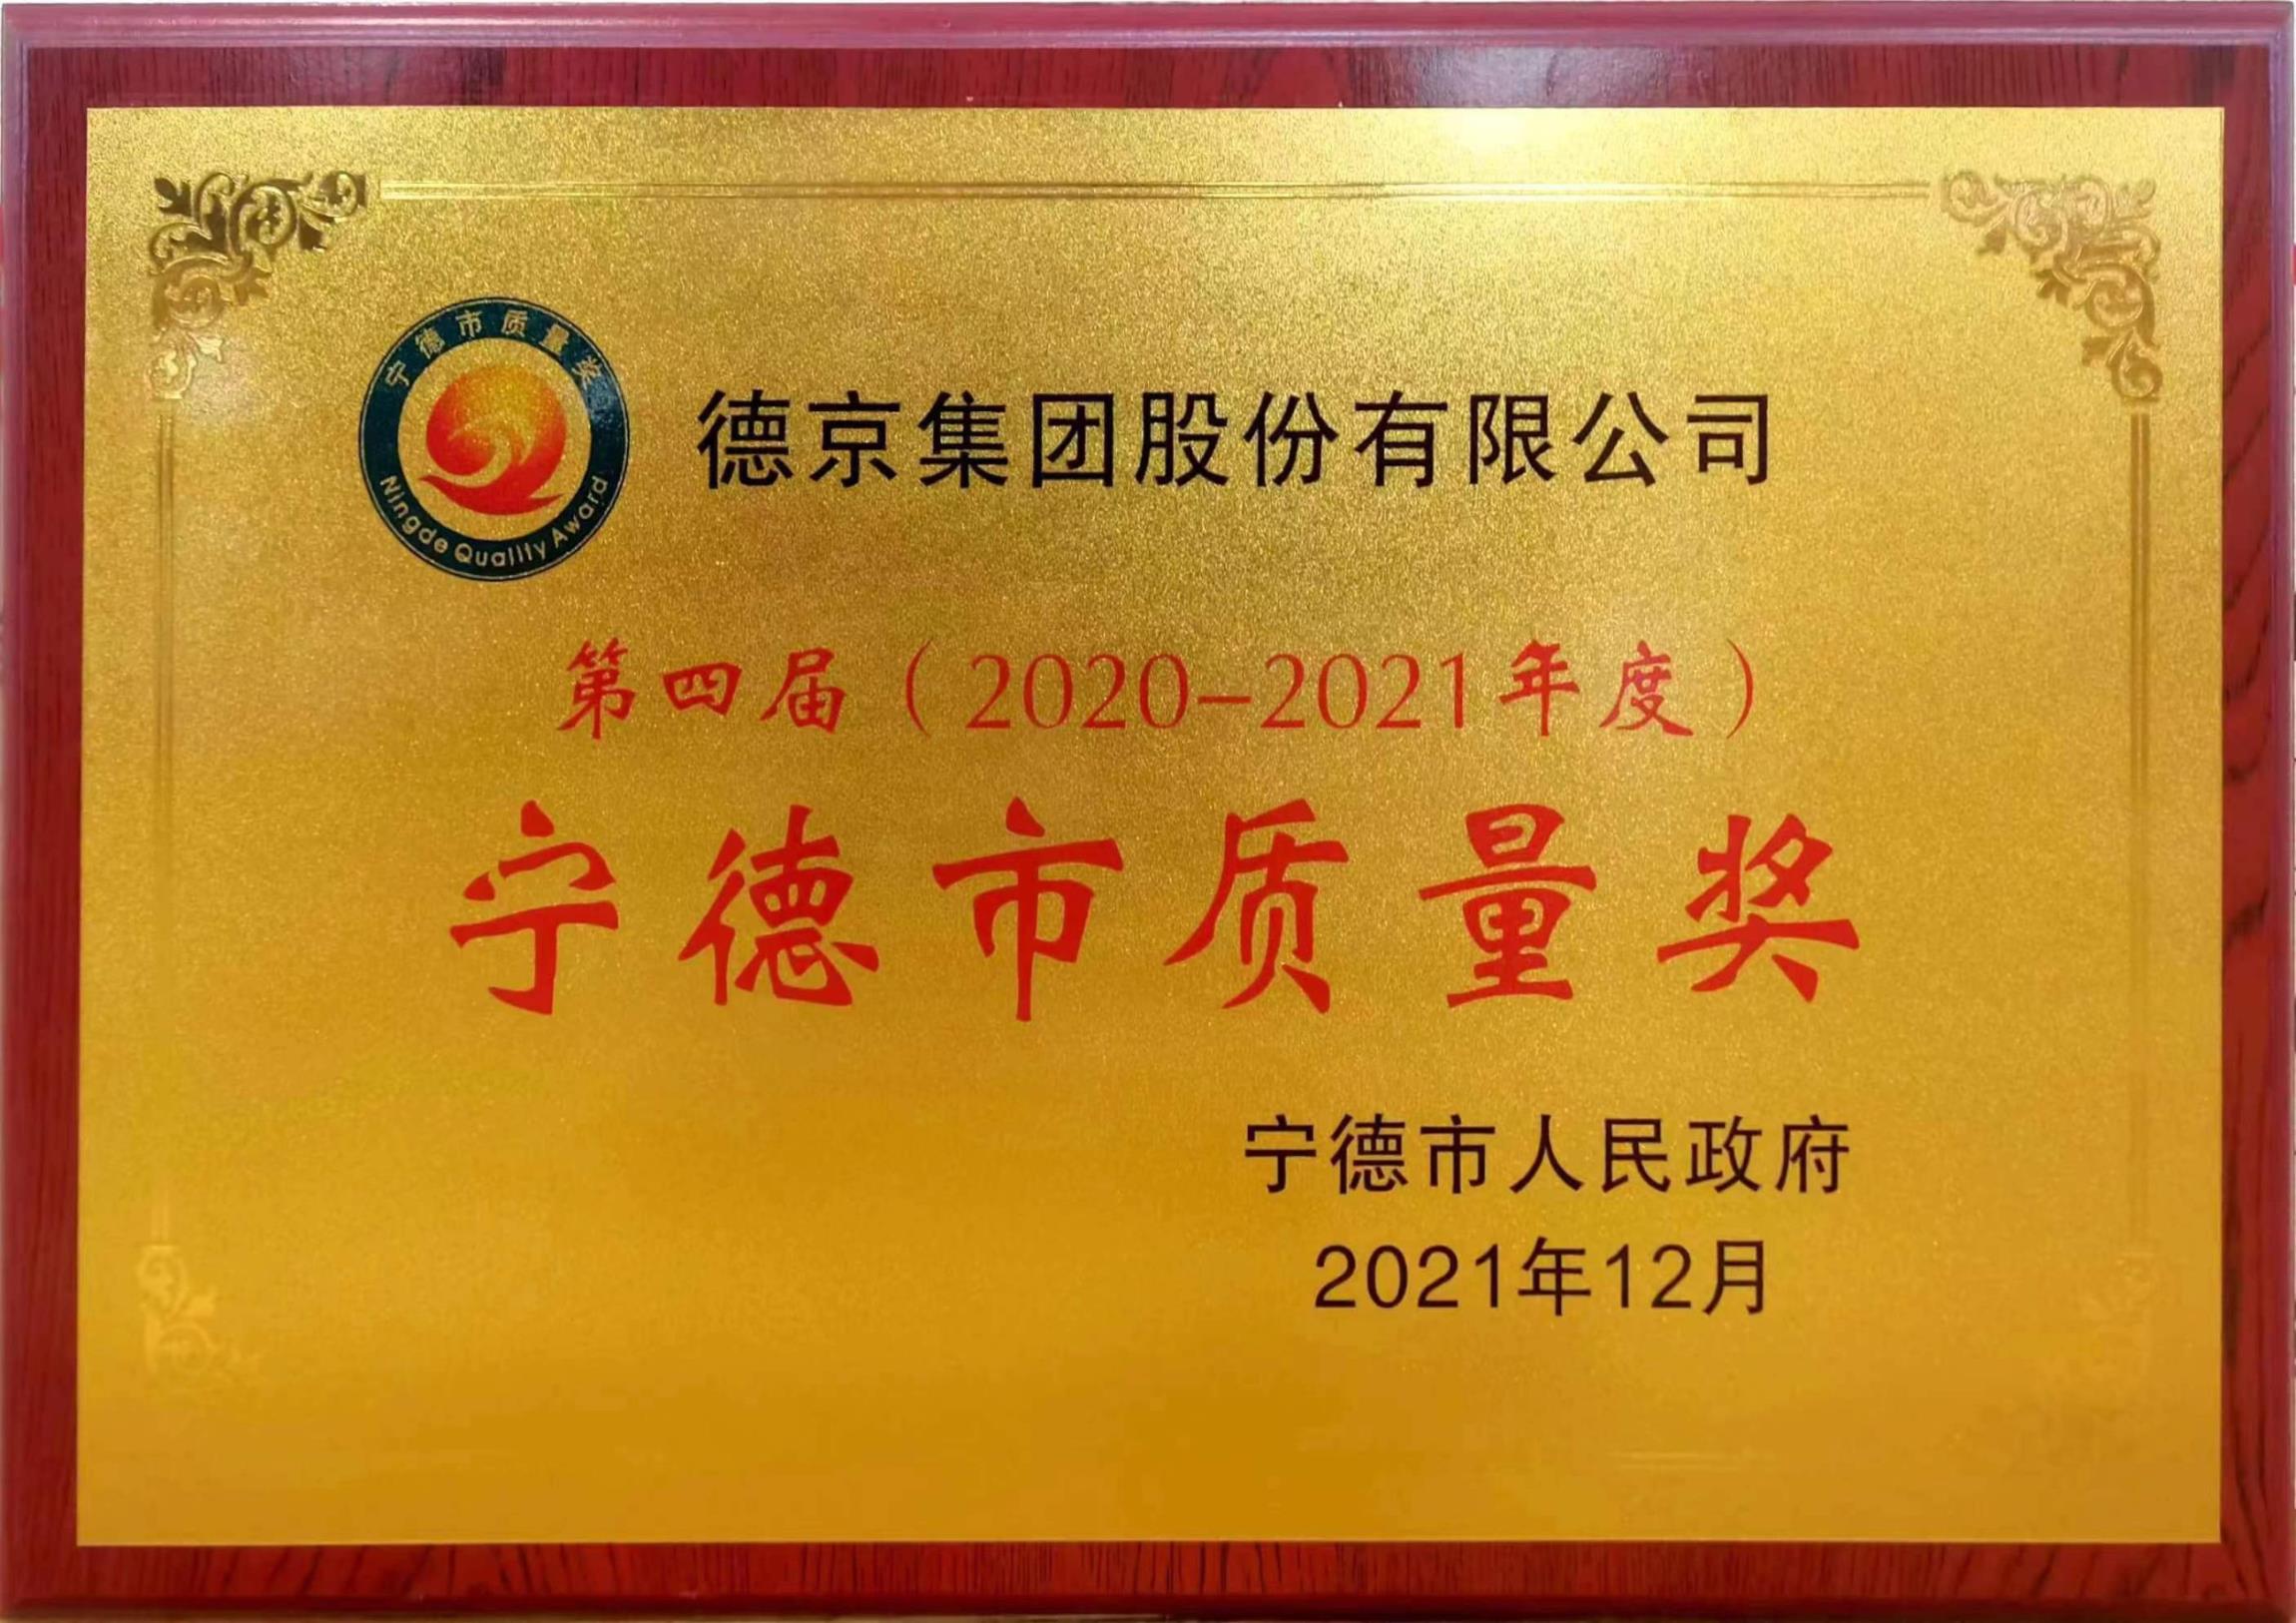 宁德市质量奖
Ningde Quality Award
德京集团股份有限公司
第四届（2020-2021年度）
宁德市质量奖
宁德市人民政府
2021年12月